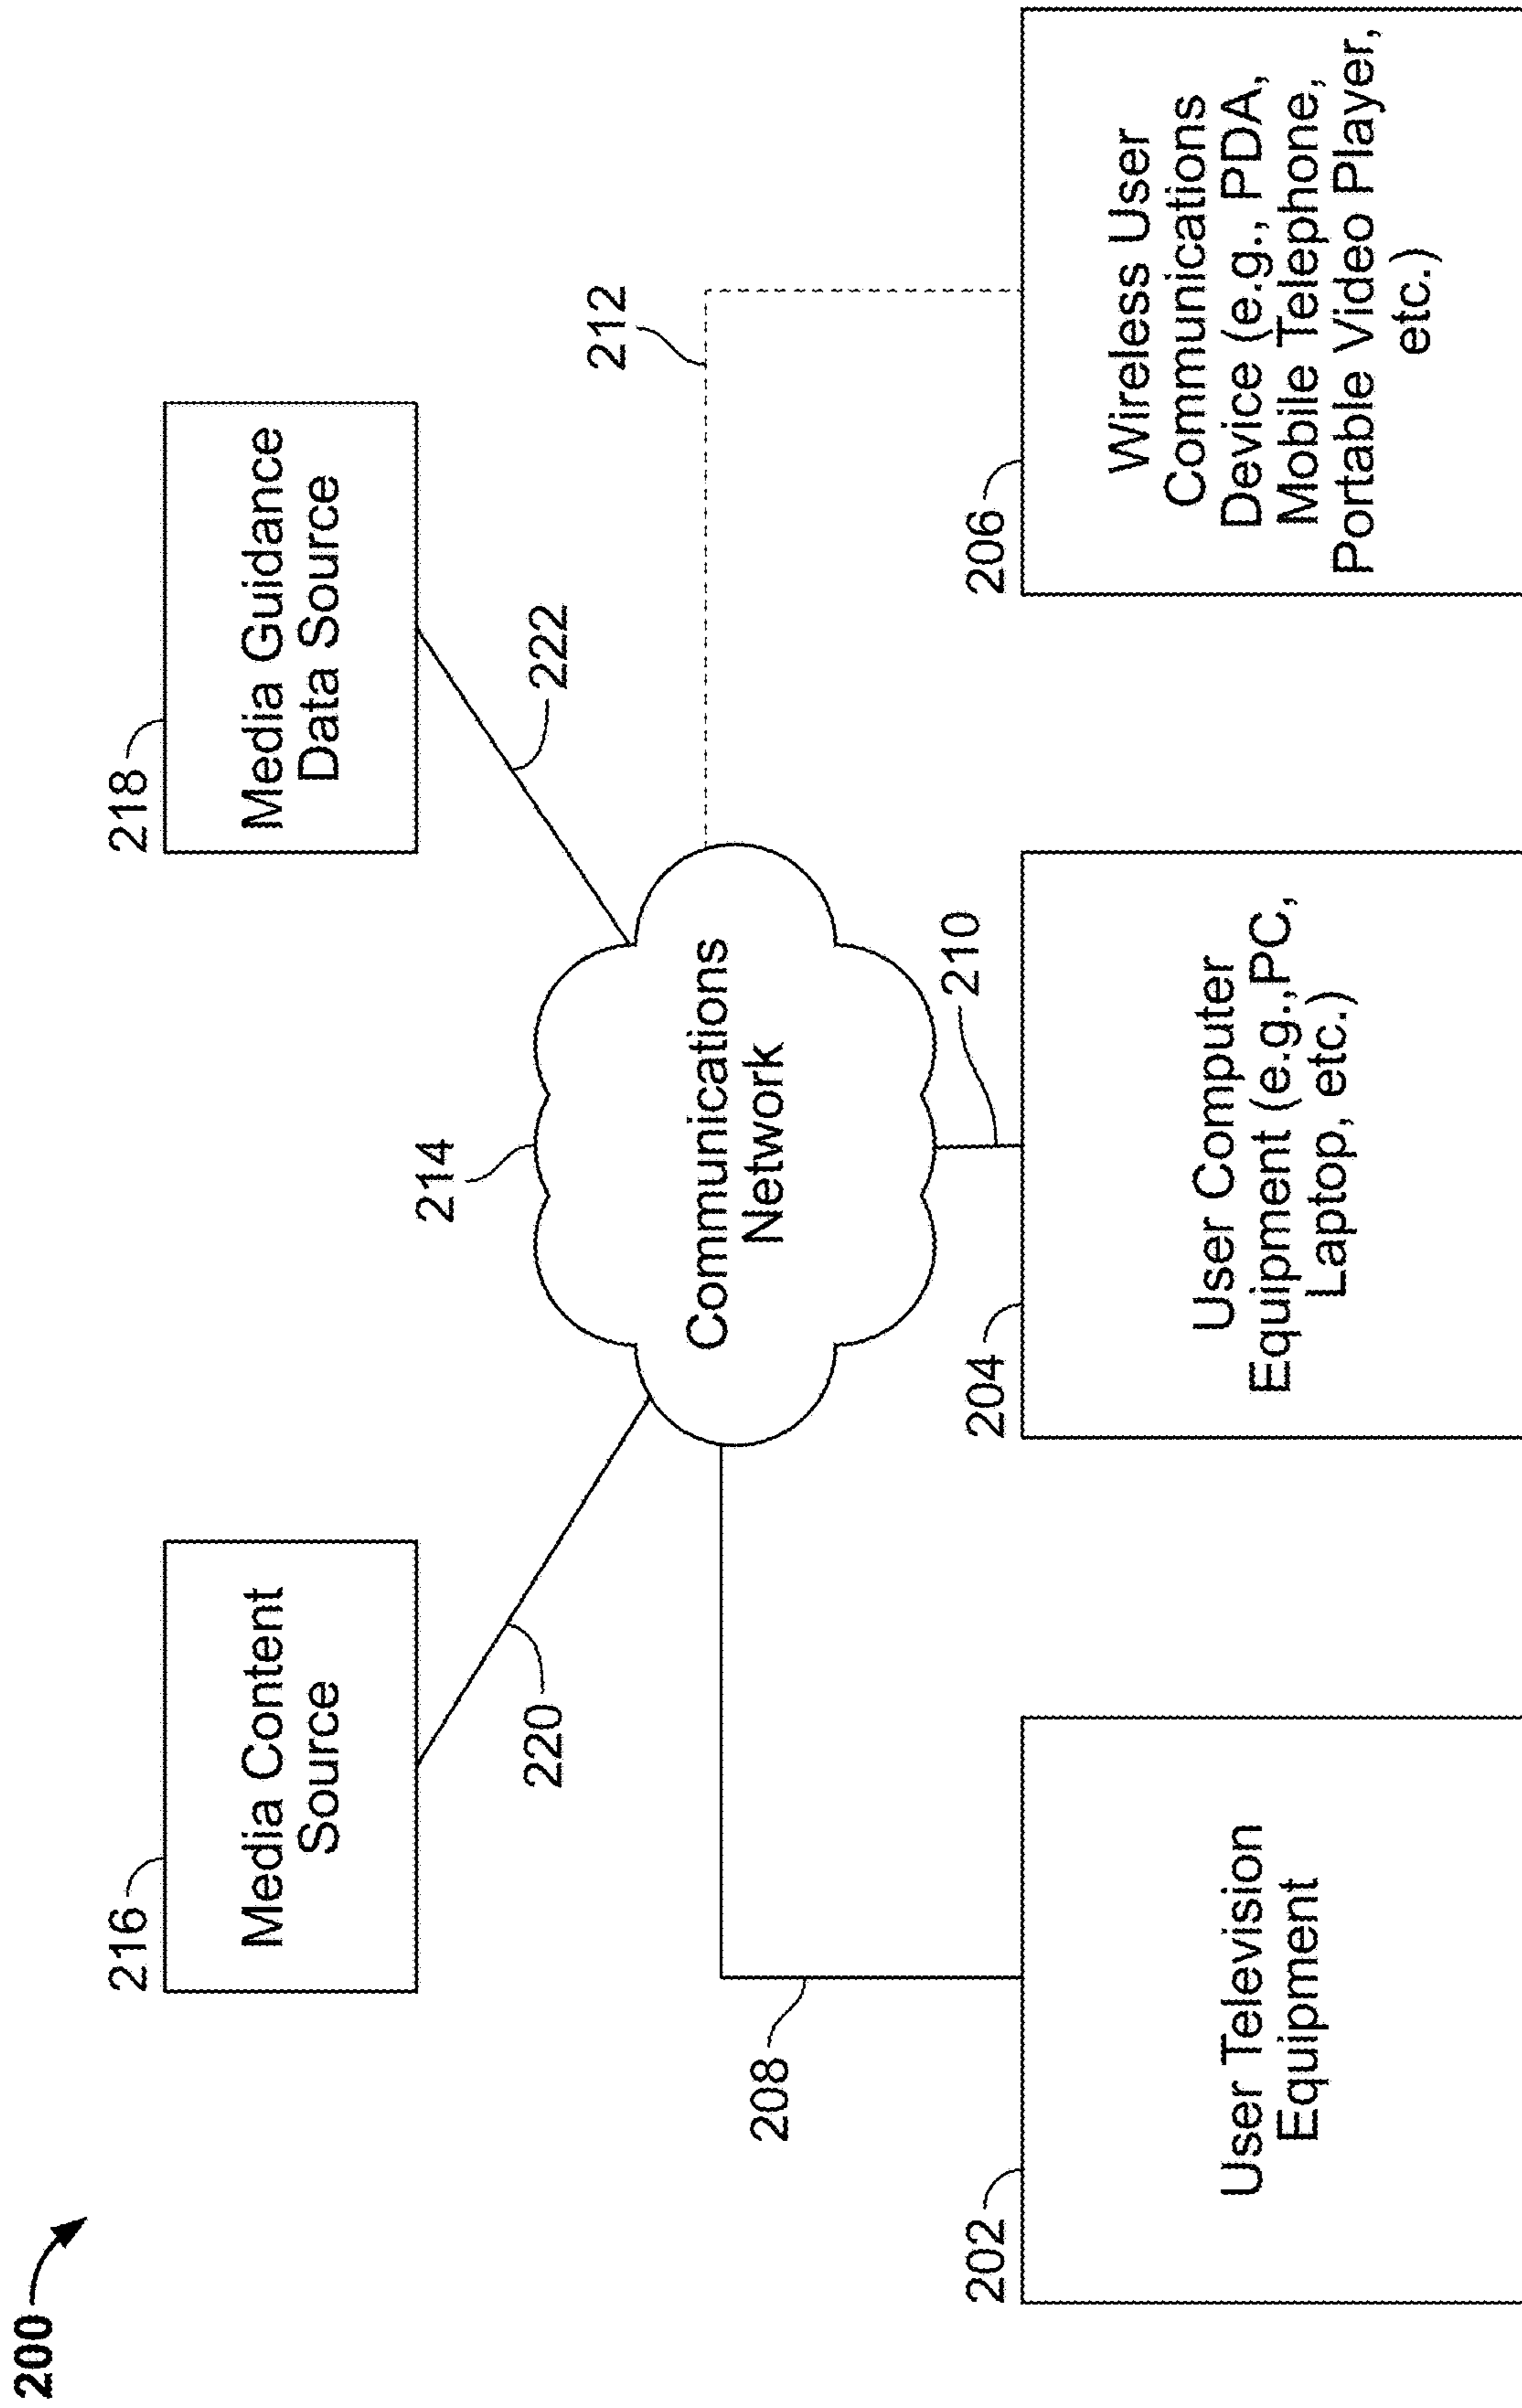 200
216
Media Content
Source
218
Media Guidance
Data Source
220
222
214
Communications
Network
208
210
212
202
User Television
Equipment
204
User Computer
Equipment (e.g.,PC,
Laptop, etc.)
206
Wireless User
Communications
Device (e.g., PDA,
Mobile Telephone,
Portable Video Player,
etc.)